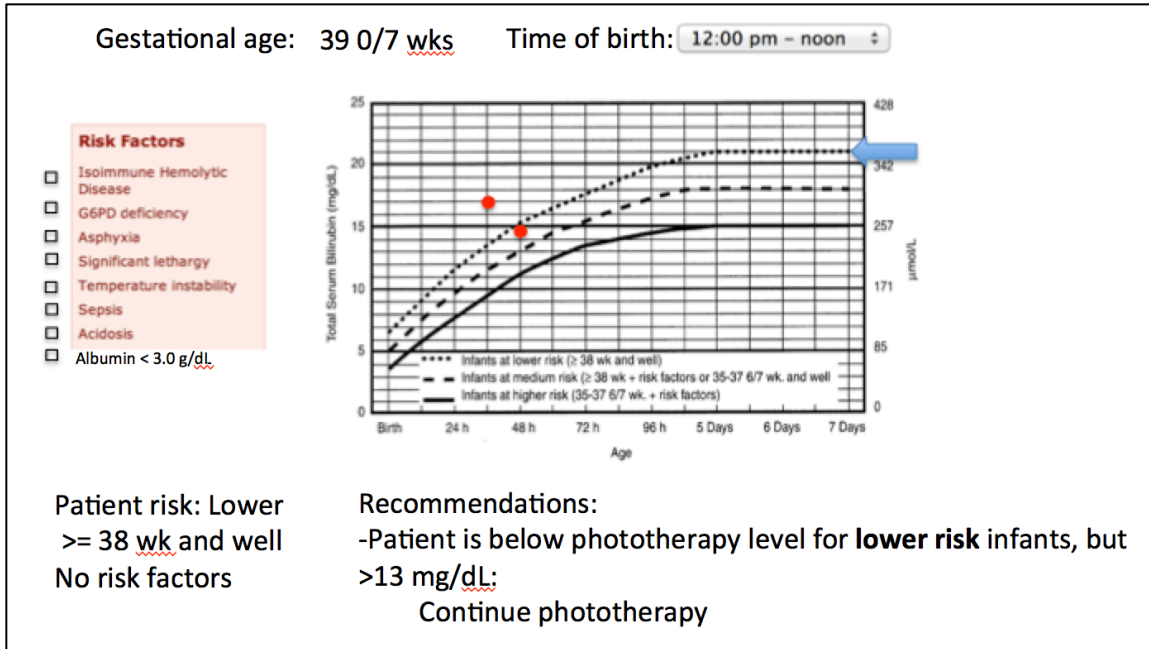 Gestational age: 39 0/7 wks Time of birth: 12:00 pm – noon
Risk Factors
Isoimmune Hemolytic
Disease
G6PD deficiency
Asphyxia
Significant lethargy
Temperature instability
Sepsis
Acidosis
Albumin < 3.0 g/dL
Total Serum Bilirubin (mg/dL)
25
20
15
10
5
0
428
342
257
171
85
0
µmol/L
Infants at lower risk (≥ 38 wk and well)
Infants at medium risk (≥ 38 wk + risk factors or 35-37 6/7 wk. and well
Infants at higher risk (35-37 6/7 wk. + risk factors)
Birth 24 h 48 h 72 h 96 h 5 Days 6 Days 7 Days
Age
Patient risk: Lower
>= 38 wk and well
No risk factors
Recommendations:
-Patient is below phototherapy level for lower risk infants, but
>13 mg/dL:
Continue phototherapy